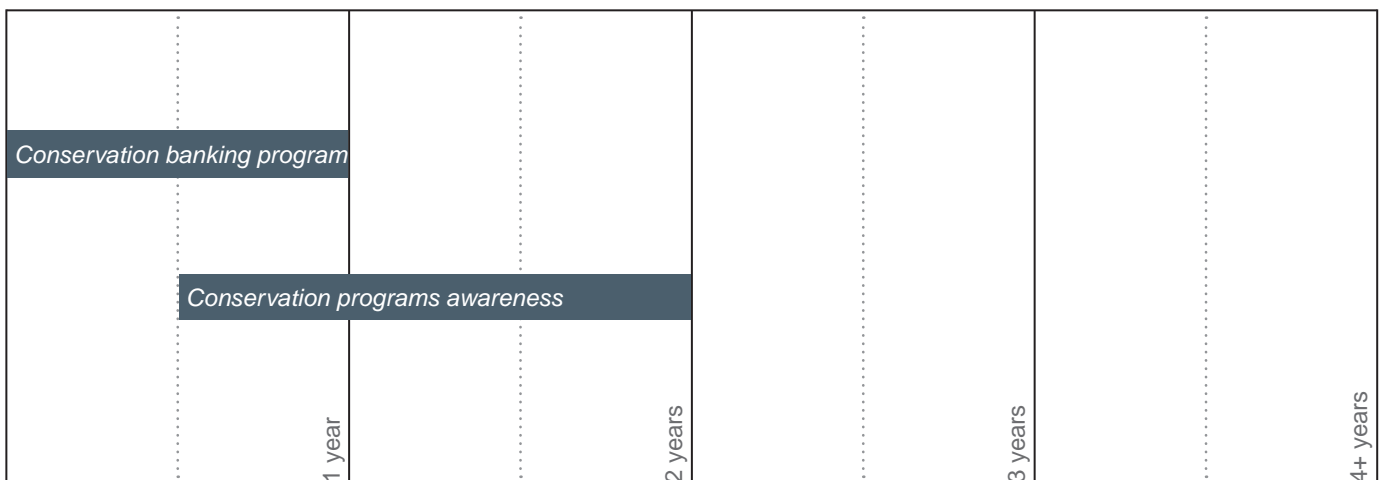 Conservation banking program
Conservation programs awareness
1 year
2 years
3 years
4+ years